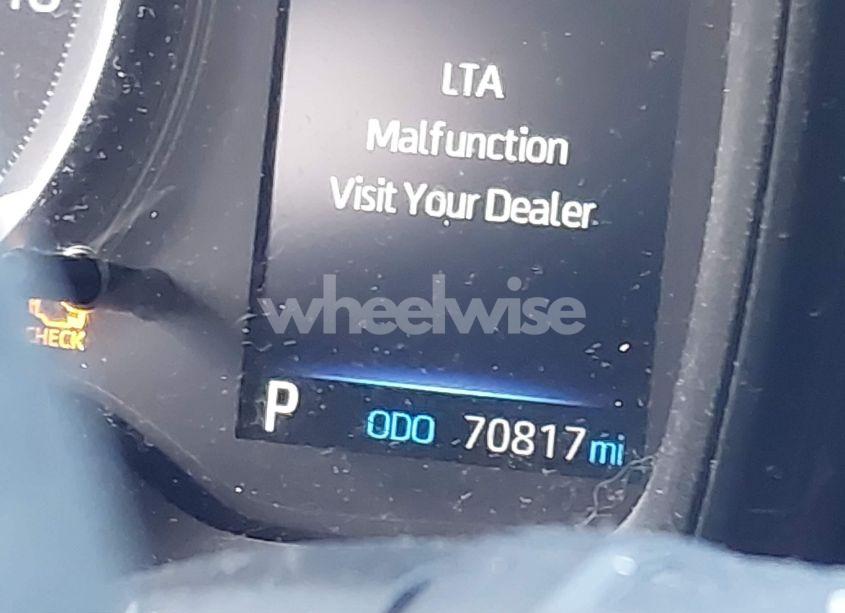 LTA
Malfunction
Visit Your Dealer
wheelwise
CHECK
P ODO 70817 mi